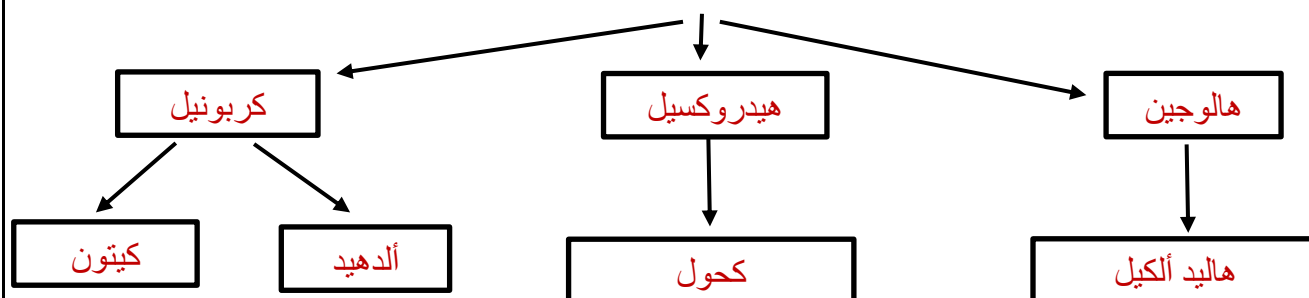 هالوجين
هيدروكسيل
كربونيل
هاليد ألكيل
كحول
ألدهيد
كيتون